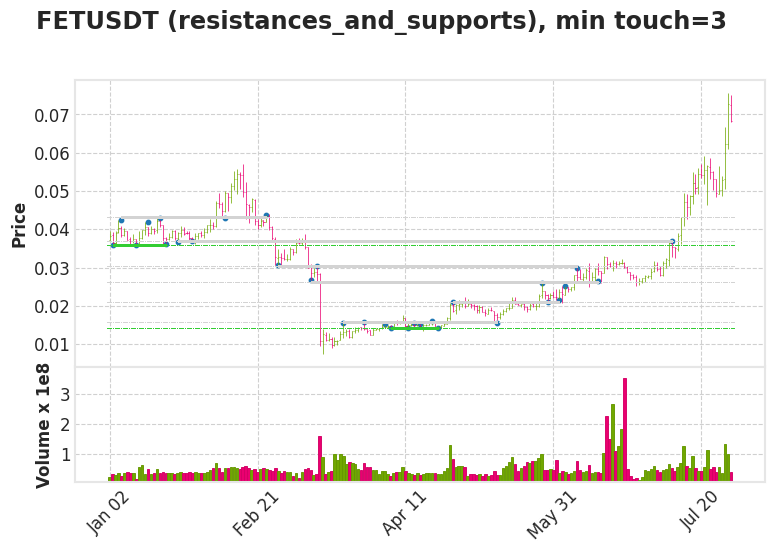 FETUSDT (resistances_and_supports), min touch=3
Price
0.07
0.06
0.05
0.04
0.03
0.02
0.01
Volume x 1e8
3
2
1
Jan 02
Feb 21
Apr 11
May 31
Jul 20